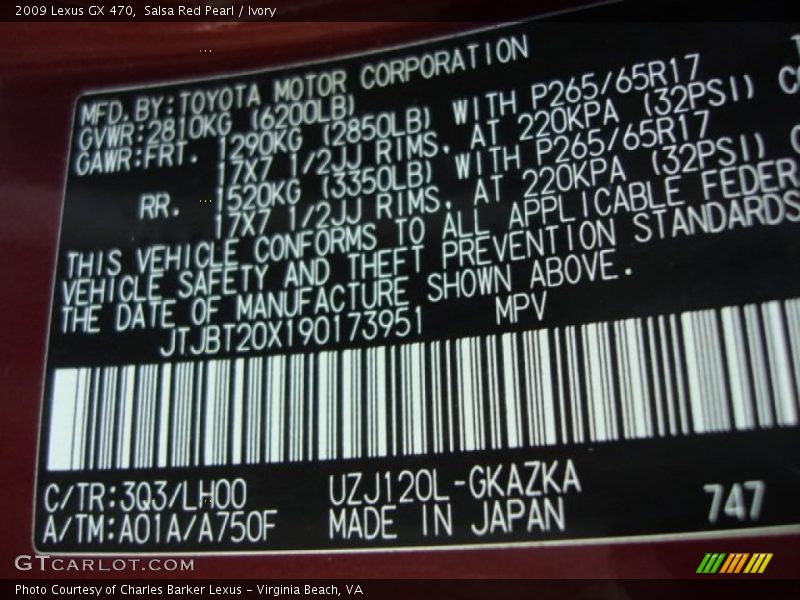 2009 Lexus GX 470, Salsa Red Pearl / Ivory
MFD.BY:TOYOTA MOTOR CORPORATION
GVWR:2810KG (6200LB)
GAWR:FRT. 1290KG (2850LB) WITH P265/65R17
17X7 1/2JJ RIMS, AT 220KPA (32PSI) C
RR. 1520KG (3350LB) WITH P265/65R17
17X7 1/2JJ RIMS, AT 220KPA (32PSI) C
THIS VEHICLE CONFORMS TO ALL APPLICABLE FEDER
VEHICLE SAFETY AND THEFT PREVENTION STANDARDS
THE DATE OF MANUFACTURE SHOWN ABOVE.
JTJBT20X190173951 MPV
C/TR:3Q3/LH00 UZJ120L-GKAZKA
A/TM:A01A/A750F MADE IN JAPAN 747
GTCARLOT.COM
Photo Courtesy of Charles Barker Lexus - Virginia Beach, VA